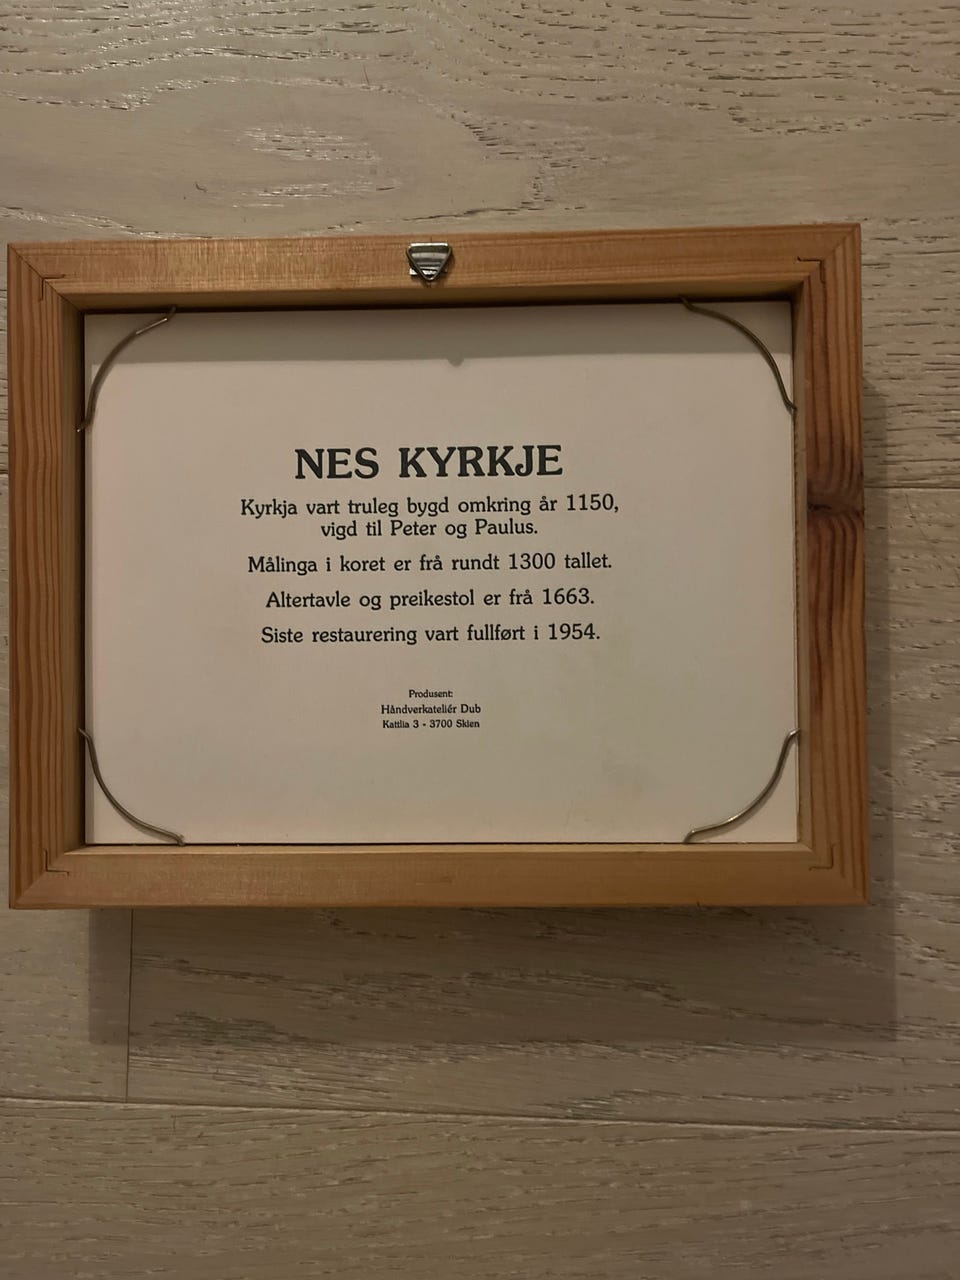 NES KYRKJE
Kyrkja vart truleg bygd omkring år 1150,
vigd til Peter og Paulus.
Målinga i koret er frå rundt 1300 tallet.
Altertavle og preikestol er frå 1663.
Siste restaurering vart fullført i 1954.
Produsent:
Håndverkateliér Dub
Kattlia 3 - 3700 Skien